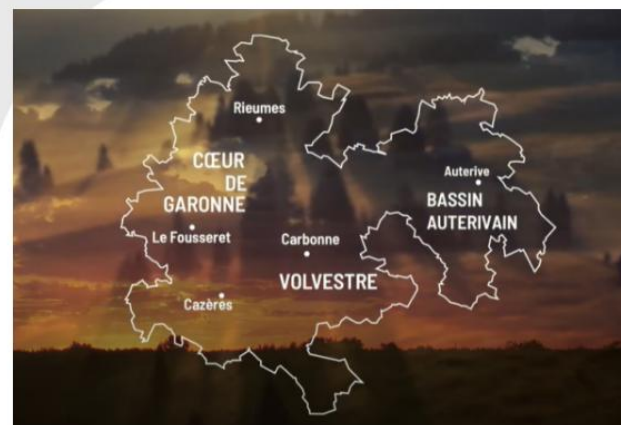 Rieumes
CŒUR
DE
GARONNE
Auterive
BASSIN
AUTERIVAIN
Le Fousseret
Carbonne
VOLVESTRE
Cazères